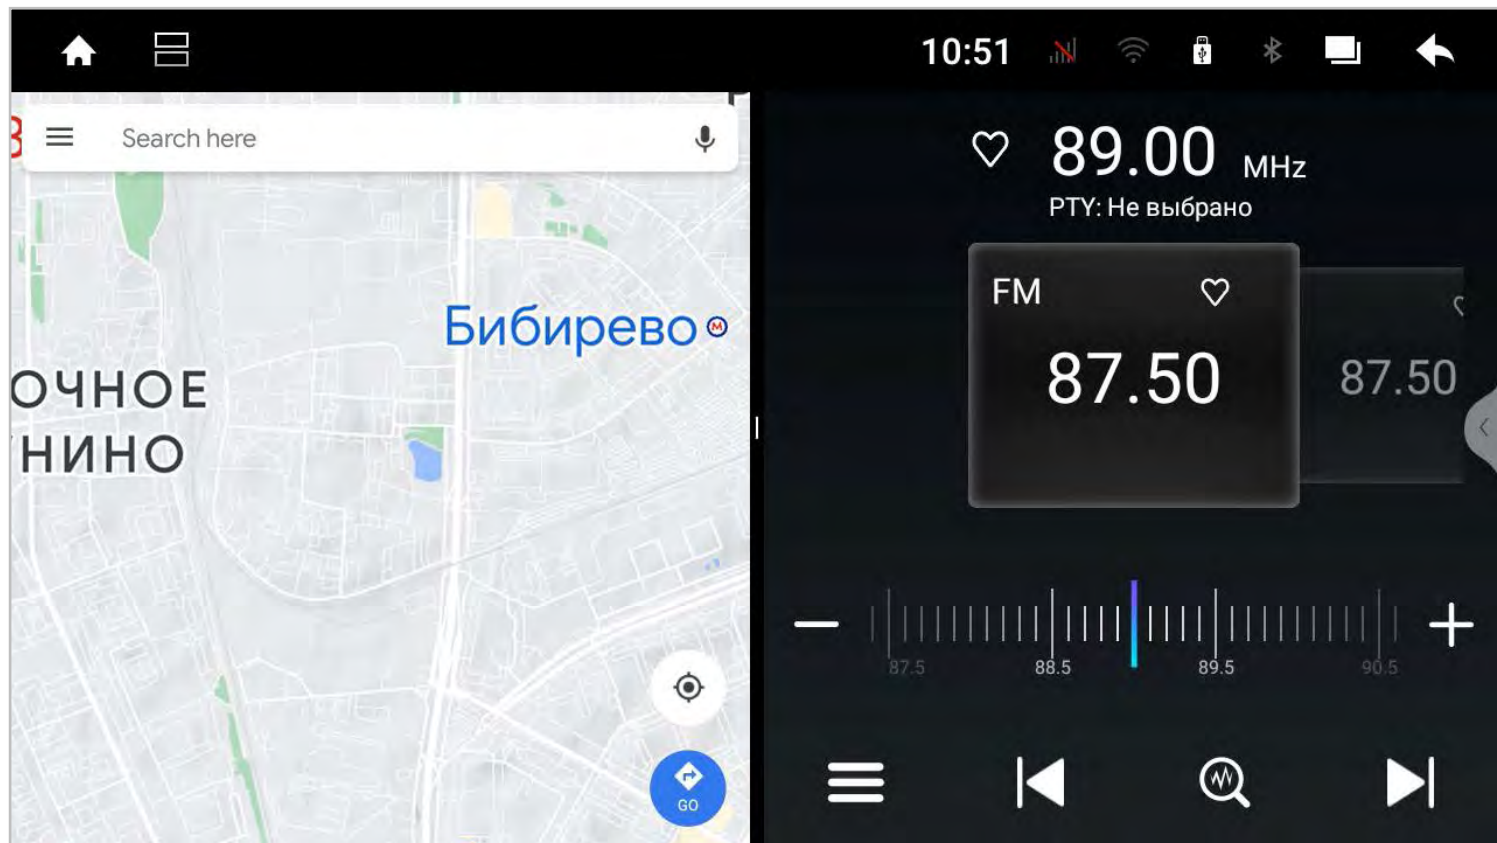 10:51
Search here
Бибирево
ОЧНОЕ
НИНО
GO
89.00 MHz
PTY: Не выбрано
FM
87.50
87.50
87.5 88.5 89.5 90.5